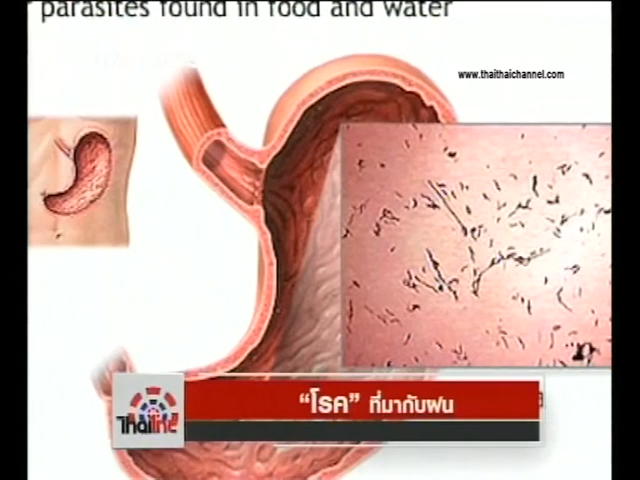 parasites found in food and water
www.thaithaichannel.com
“โรค” ที่มากับฝน
ThaiThai